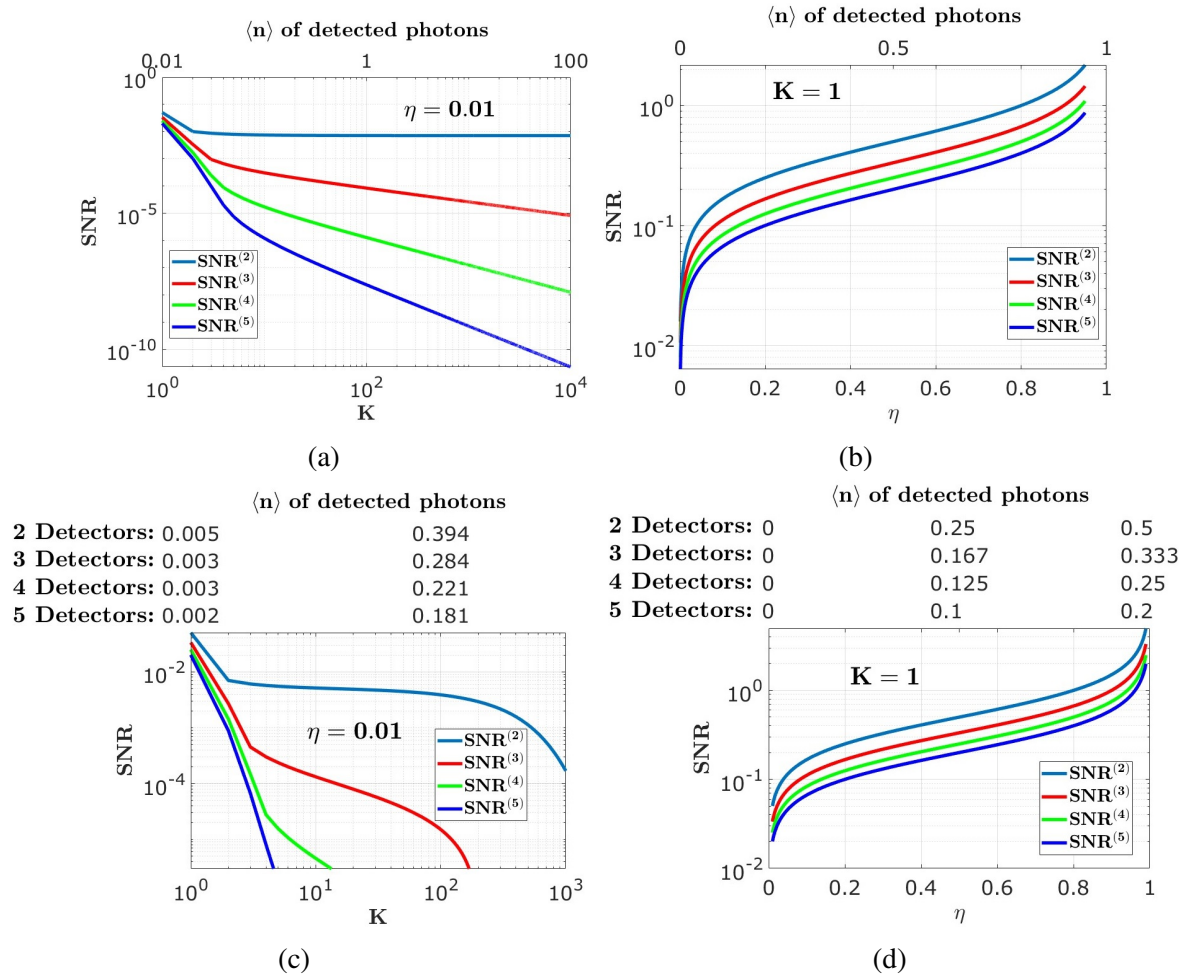 ⟨n⟩ of detected photons
0.01 1 100
η = 0.01
10^0
10^-5
10^-10
SNR
SNR^(2)
SNR^(3)
SNR^(4)
SNR^(5)
10^0 10^2 10^4
K
(a)
⟨n⟩ of detected photons
0 0.5 1
K = 1
10^0
10^-1
10^-2
SNR
SNR^(2)
SNR^(3)
SNR^(4)
SNR^(5)
0 0.2 0.4 0.6 0.8 1
η
(b)
⟨n⟩ of detected photons
2 Detectors: 0.005 0.394
3 Detectors: 0.003 0.284
4 Detectors: 0.003 0.221
5 Detectors: 0.002 0.181
10^-2
10^-4
SNR
η = 0.01
SNR^(2)
SNR^(3)
SNR^(4)
SNR^(5)
10^0 10^1 10^2 10^3
K
(c)
⟨n⟩ of detected photons
2 Detectors: 0 0.25 0.5
3 Detectors: 0 0.167 0.333
4 Detectors: 0 0.125 0.25
5 Detectors: 0 0.1 0.2
K = 1
10^0
10^-1
10^-2
SNR
SNR^(2)
SNR^(3)
SNR^(4)
SNR^(5)
0 0.2 0.4 0.6 0.8 1
η
(d)